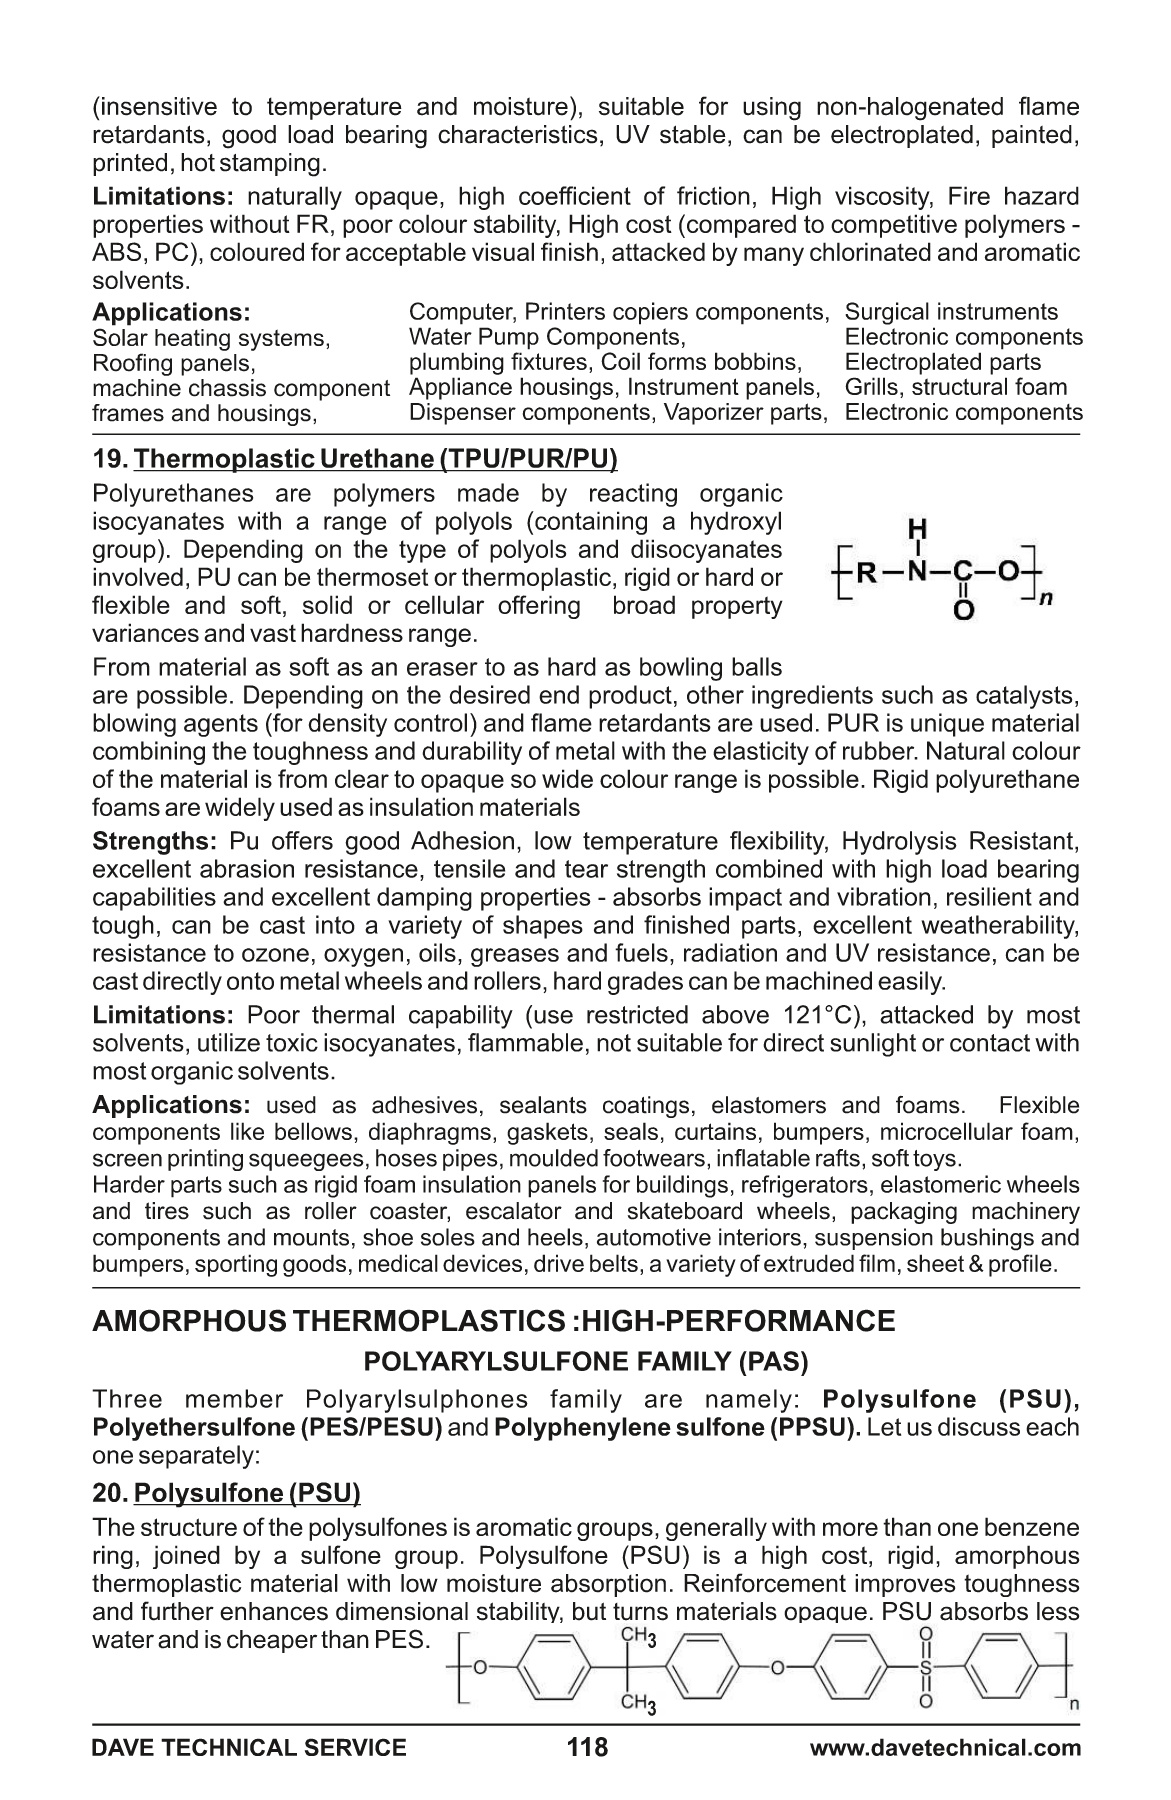 (insensitive to temperature and moisture), suitable for using non-halogenated flame
retardants, good load bearing characteristics, UV stable, can be electroplated, painted,
printed, hot stamping.
Limitations: naturally opaque, high coefficient of friction, High viscosity, Fire hazard
properties without FR, poor colour stability, High cost (compared to competitive polymers -
ABS, PC), coloured for acceptable visual finish, attacked by many chlorinated and aromatic
solvents.
Applications:
Solar heating systems,
Roofing panels,
machine chassis component
frames and housings,
Computer, Printers copiers components,
Water Pump Components,
plumbing fixtures, Coil forms bobbins,
Appliance housings, Instrument panels,
Dispenser components, Vaporizer parts,
Surgical instruments
Electronic components
Electroplated parts
Grills, structural foam
Electronic components
19. Thermoplastic Urethane (TPU/PUR/PU)
Polyurethanes are polymers made by reacting organic
isocyanates with a range of polyols (containing a hydroxyl
group). Depending on the type of polyols and diisocyanates
involved, PU can be thermoset or thermoplastic, rigid or hard or
flexible and soft, solid or cellular offering broad property
variances and vast hardness range.
H
R–N–C–O
O
n
From material as soft as an eraser to as hard as bowling balls
are possible. Depending on the desired end product, other ingredients such as catalysts,
blowing agents (for density control) and flame retardants are used. PUR is unique material
combining the toughness and durability of metal with the elasticity of rubber. Natural colour
of the material is from clear to opaque so wide colour range is possible. Rigid polyurethane
foams are widely used as insulation materials
Strengths: Pu offers good Adhesion, low temperature flexibility, Hydrolysis Resistant,
excellent abrasion resistance, tensile and tear strength combined with high load bearing
capabilities and excellent damping properties - absorbs impact and vibration, resilient and
tough, can be cast into a variety of shapes and finished parts, excellent weatherability,
resistance to ozone, oxygen, oils, greases and fuels, radiation and UV resistance, can be
cast directly onto metal wheels and rollers, hard grades can be machined easily.
Limitations: Poor thermal capability (use restricted above 121°C), attacked by most
solvents, utilize toxic isocyanates, flammable, not suitable for direct sunlight or contact with
most organic solvents.
Applications: used as adhesives, sealants coatings, elastomers and foams. Flexible
components like bellows, diaphragms, gaskets, seals, curtains, bumpers, microcellular foam,
screen printing squeegees, hoses pipes, moulded footwears, inflatable rafts, soft toys.
Harder parts such as rigid foam insulation panels for buildings, refrigerators, elastomeric wheels
and tires such as roller coaster, escalator and skateboard wheels, packaging machinery
components and mounts, shoe soles and heels, automotive interiors, suspension bushings and
bumpers, sporting goods, medical devices, drive belts, a variety of extruded film, sheet & profile.
AMORPHOUS THERMOPLASTICS :HIGH-PERFORMANCE
POLYARYLSULFONE FAMILY (PAS)
Three member Polyarylsulphones family are namely: Polysulfone (PSU),
Polyethersulfone (PES/PESU) and Polyphenylene sulfone (PPSU). Let us discuss each
one separately:
20. Polysulfone (PSU)
The structure of the polysulfones is aromatic groups, generally with more than one benzene
ring, joined by a sulfone group. Polysulfone (PSU) is a high cost, rigid, amorphous
thermoplastic material with low moisture absorption. Reinforcement improves toughness
and further enhances dimensional stability, but turns materials opaque. PSU absorbs less
water and is cheaper than PES.
CH3 O
O O S
CH3 O n
DAVE TECHNICAL SERVICE 118 www.davetechnical.com